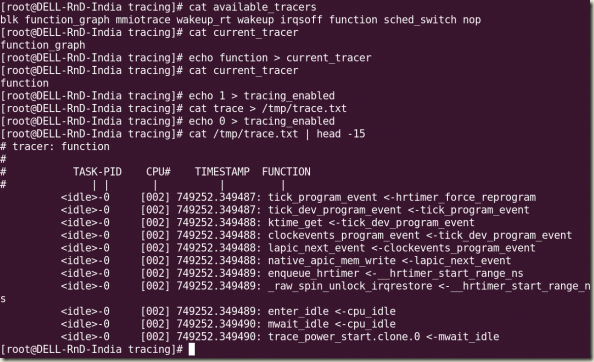 [root@DELL-RnD-India tracing]# cat available_tracers
blk function_graph mmiotrace wakeup_rt wakeup irqsoff function sched_switch nop
[root@DELL-RnD-India tracing]# cat current_tracer
function_graph
[root@DELL-RnD-India tracing]# echo function > current_tracer
[root@DELL-RnD-India tracing]# cat current_tracer
function
[root@DELL-RnD-India tracing]# echo 1 > tracing_enabled
[root@DELL-RnD-India tracing]# cat trace > /tmp/trace.txt
[root@DELL-RnD-India tracing]# echo 0 > tracing_enabled
[root@DELL-RnD-India tracing]# cat /tmp/trace.txt | head -15
# tracer: function
#
#           TASK-PID    CPU#    TIMESTAMP  FUNCTION
#              | |       |          |         |
          <idle>-0     [002] 749252.349487: tick_program_event <-hrtimer_force_reprogram
          <idle>-0     [002] 749252.349487: tick_dev_program_event <-tick_program_event
          <idle>-0     [002] 749252.349488: ktime_get <-tick_dev_program_event
          <idle>-0     [002] 749252.349488: clockevents_program_event <-tick_dev_program_event
          <idle>-0     [002] 749252.349488: lapic_next_event <-clockevents_program_event
          <idle>-0     [002] 749252.349488: native_apic_mem_write <-lapic_next_event
          <idle>-0     [002] 749252.349489: enqueue_hrtimer <-__hrtimer_start_range_ns
          <idle>-0     [002] 749252.349489: _raw_spin_unlock_irqrestore <-__hrtimer_start_range_n
s
          <idle>-0     [002] 749252.349489: enter_idle <-cpu_idle
          <idle>-0     [002] 749252.349490: mwait_idle <-cpu_idle
          <idle>-0     [002] 749252.349490: trace_power_start.clone.0 <-mwait_idle
[root@DELL-RnD-India tracing]#